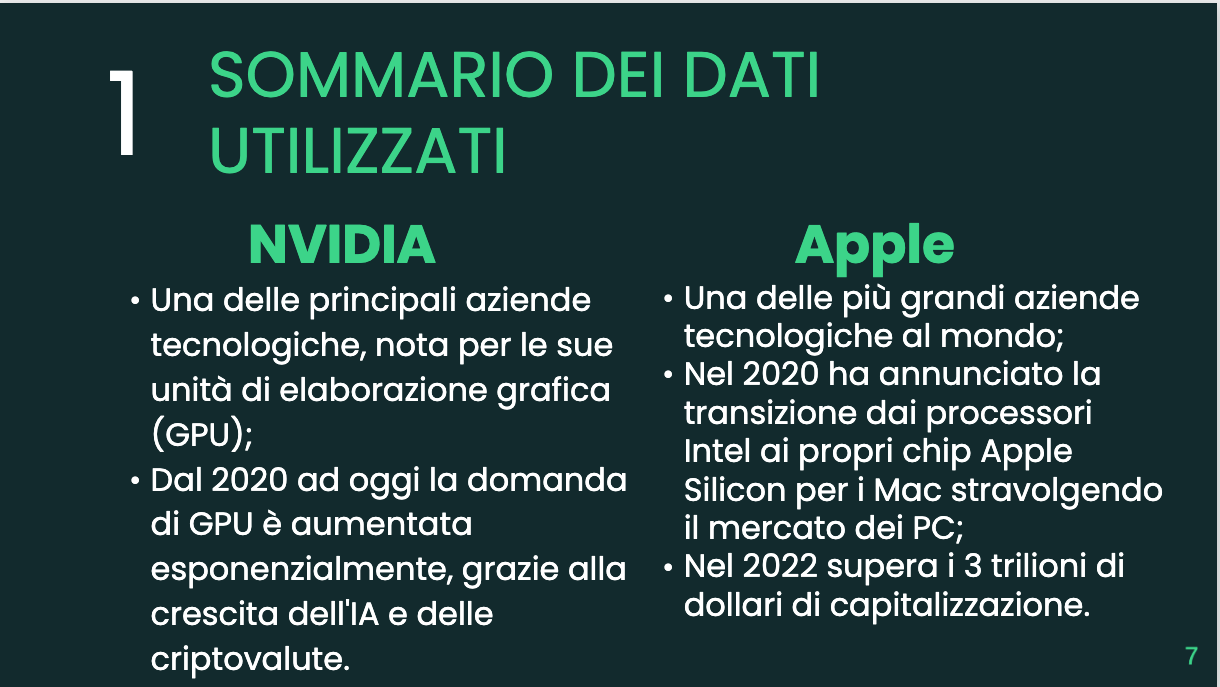 1
SOMMARIO DEI DATI
UTILIZZATI
NVIDIA
• Una delle principali aziende
tecnologiche, nota per le sue
unità di elaborazione grafica
(GPU);
• Dal 2020 ad oggi la domanda
di GPU è aumentata
esponenzialmente, grazie alla
crescita dell'IA e delle
criptovalute.
Apple
• Una delle più grandi aziende
tecnologiche al mondo;
• Nel 2020 ha annunciato la
transizione dai processori
Intel ai propri chip Apple
Silicon per i Mac stravolgendo
il mercato dei PC;
• Nel 2022 supera i 3 trilioni di
dollari di capitalizzazione.
7